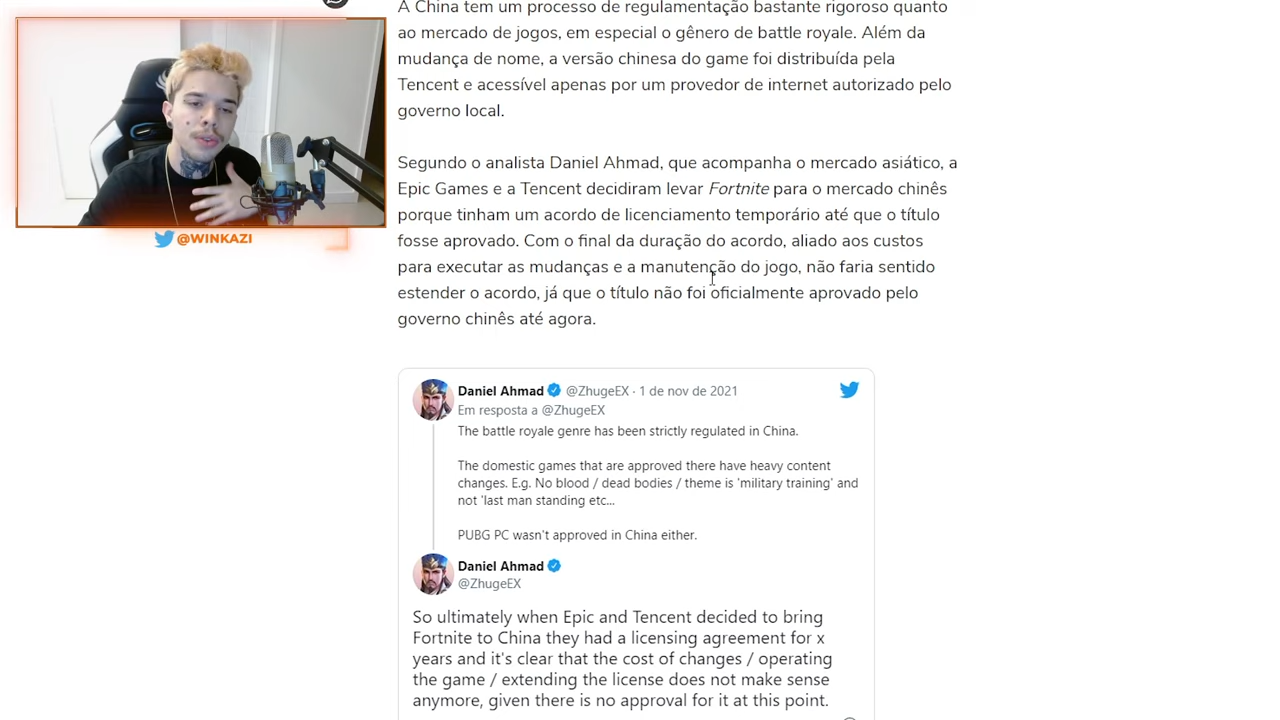 A China tem um processo de regulamentação bastante rigoroso quanto
ao mercado de jogos, em especial o gênero de battle royale. Além da
mudança de nome, a versão chinesa do game foi distribuída pela
Tencent e acessível apenas por um provedor de internet autorizado pelo
governo local.
Segundo o analista Daniel Ahmad, que acompanha o mercado asiático, a
Epic Games e a Tencent decidiram levar Fortnite para o mercado chinês
porque tinham um acordo de licenciamento temporário até que o título
fosse aprovado. Com o final da duração do acordo, aliado aos custos
para executar as mudanças e a manutenção do jogo, não faria sentido
estender o acordo, já que o título não foi oficialmente aprovado pelo
governo chinês até agora.
@WINKAZI
Daniel Ahmad @ZhugeEX · 1 de nov de 2021
Em resposta a @ZhugeEX
The battle royale genre has been strictly regulated in China.
The domestic games that are approved there have heavy content
changes. E.g. No blood / dead bodies / theme is 'military training' and
not 'last man standing etc...
PUBG PC wasn't approved in China either.
Daniel Ahmad
@ZhugeEX
So ultimately when Epic and Tencent decided to bring
Fortnite to China they had a licensing agreement for x
years and it's clear that the cost of changes / operating
the game / extending the license does not make sense
anymore, given there is no approval for it at this point.